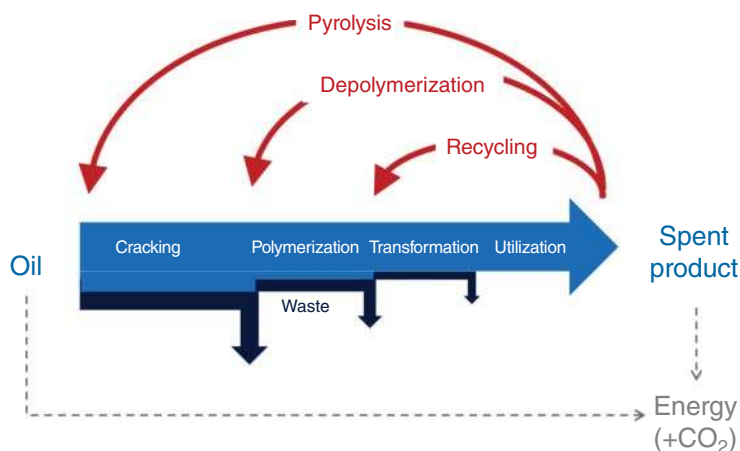 Pyrolysis
Depolymerization
Recycling
Cracking
Polymerization
Transformation
Utilization
Oil
Spent
product
Waste
Energy
(+CO₂)